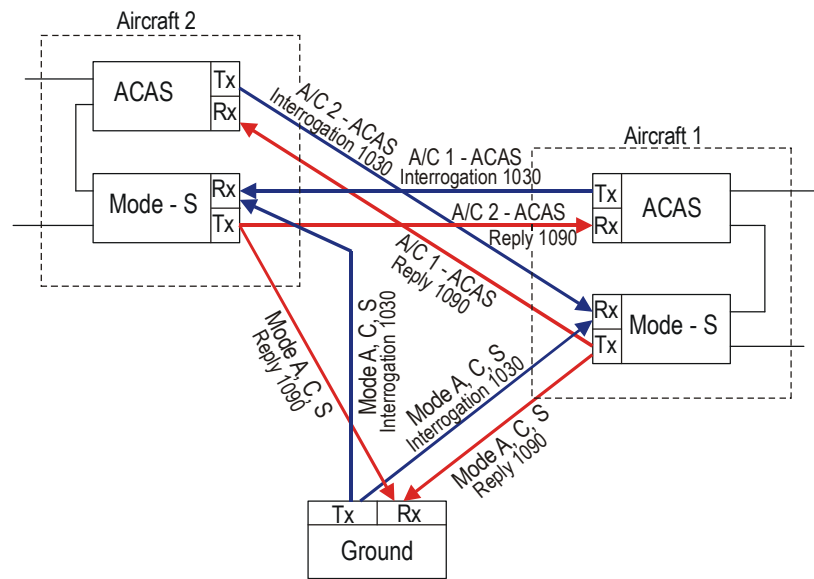 Aircraft 2
ACAS
Tx
Rx
Mode - S
Rx
Tx
A/C 2 - ACAS
Interrogation 1030
Aircraft 1
A/C 1 - ACAS
Interrogation 1030
Tx
Rx
ACAS
A/C 2 - ACAS
Reply 1090
A/C 1 - ACAS
Reply 1090
Rx
Tx
Mode - S
Mode A, C, S
Reply 1090
Mode A, C, S
Interrogation 1030
Mode A, C, S
Interrogation 1030
Mode A, C, S
Reply 1090
Tx
Rx
Ground